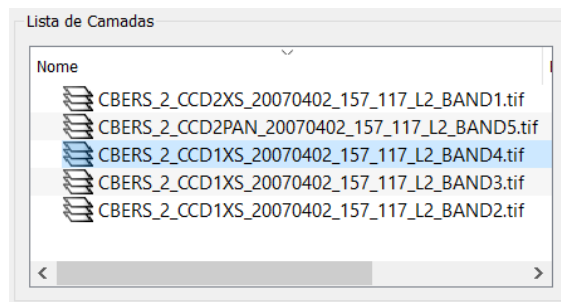 Lista de Camadas
Nome
CBERS_2_CCD2XS_20070402_157_117_L2_BAND1.tif
CBERS_2_CCD2PAN_20070402_157_117_L2_BAND5.tif
CBERS_2_CCD1XS_20070402_157_117_L2_BAND4.tif
CBERS_2_CCD1XS_20070402_157_117_L2_BAND3.tif
CBERS_2_CCD1XS_20070402_157_117_L2_BAND2.tif